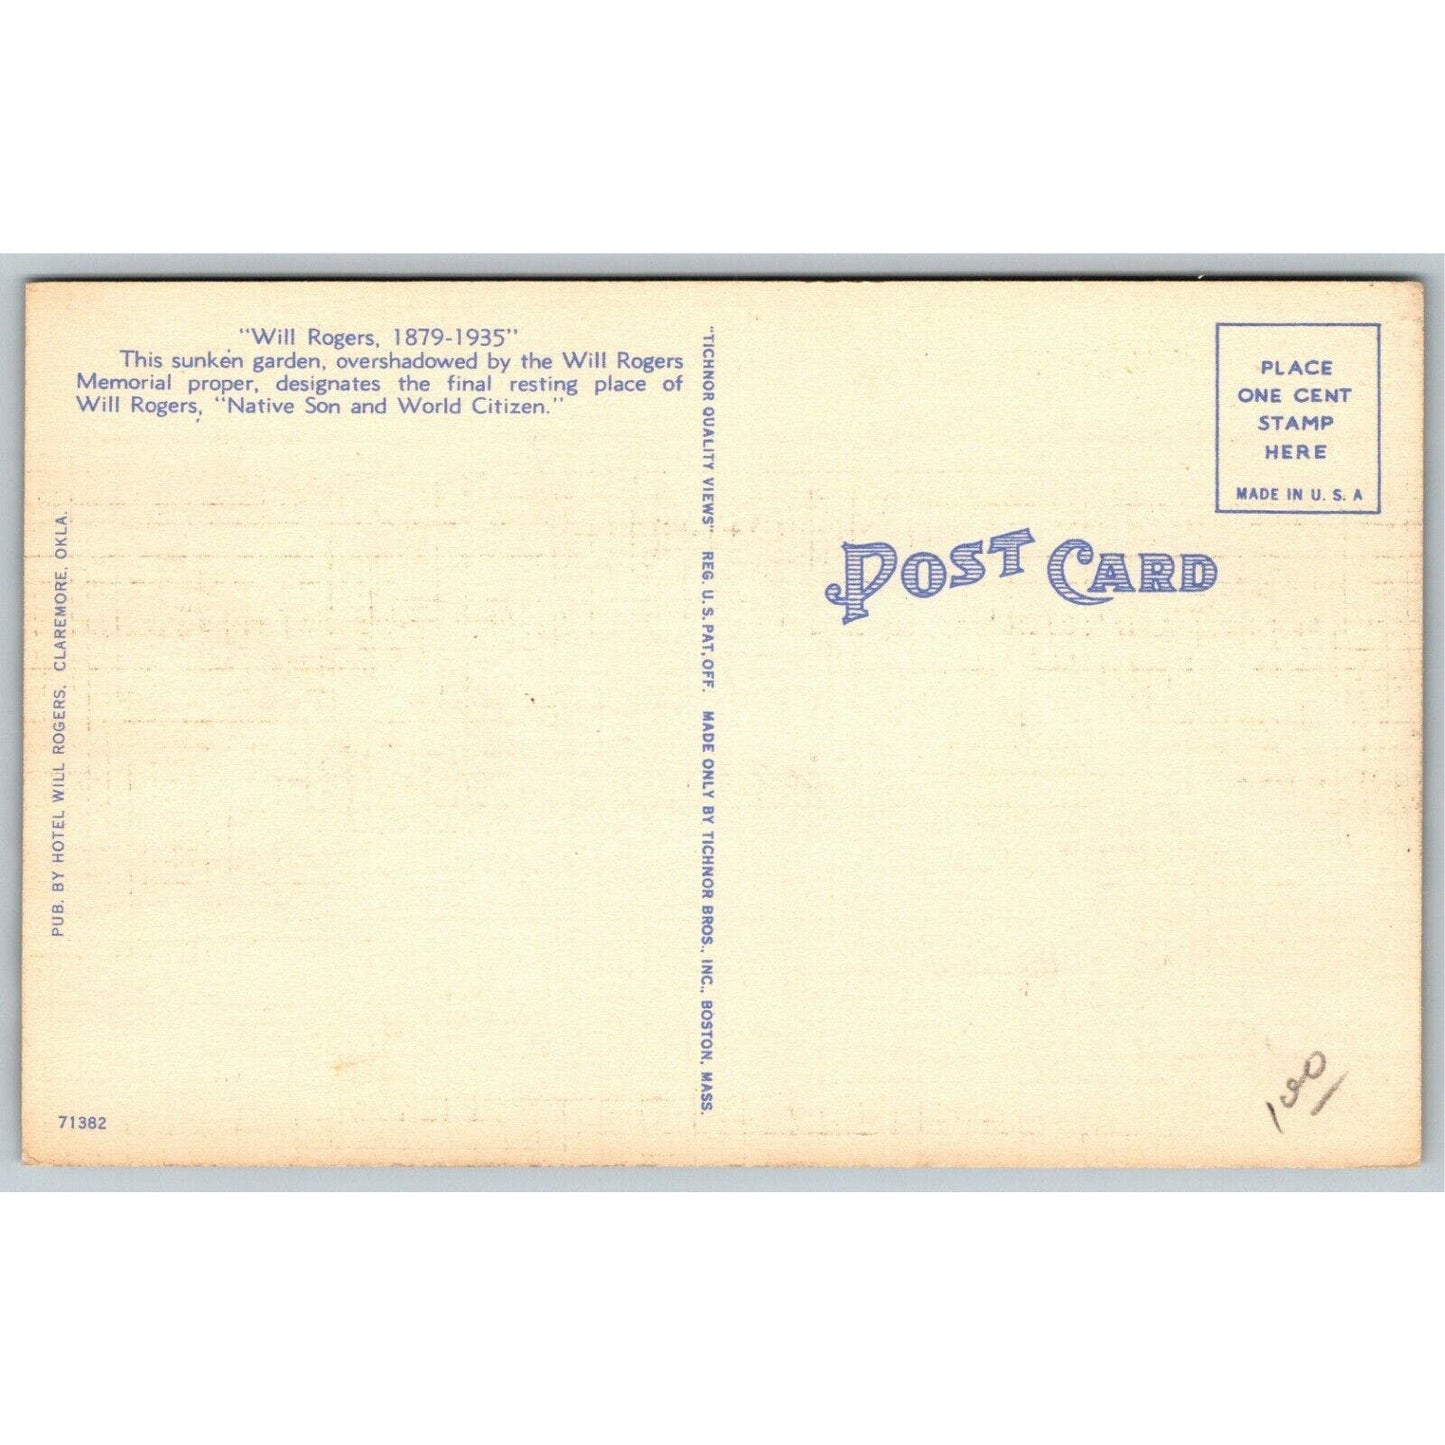 "Will Rogers, 1879-1935"
This sunken garden, overshadowed by the Will Rogers
Memorial proper, designates the final resting place of
Will Rogers, "Native Son and World Citizen."
PUB. BY HOTEL WILL ROGERS, CLAREMORE, OKLA.
71382
"TICHNOR QUALITY VIEWS" REG. U. S. PAT. OFF. MADE ONLY BY TICHNOR BROS., INC., BOSTON, MASS.
POST CARD
PLACE
ONE CENT
STAMP
HERE
MADE IN U. S. A
100